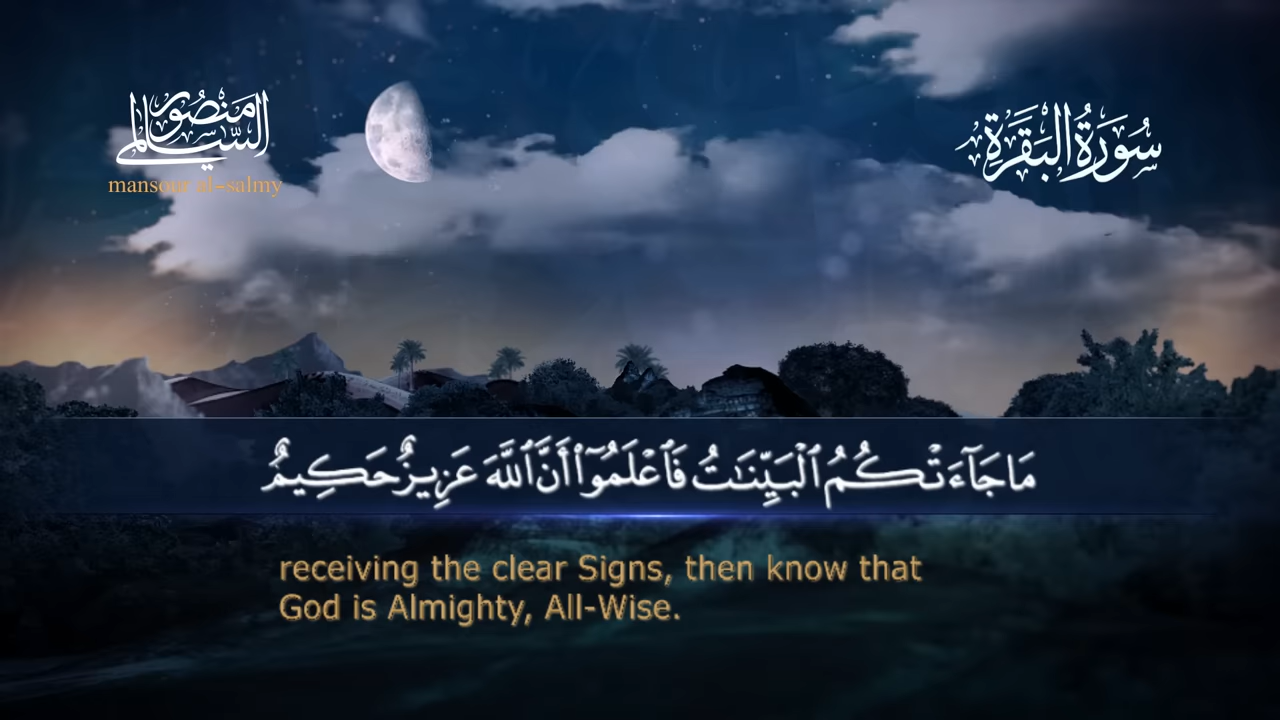 منصور
السالمي
mansour al-salmy
سُورَةُ البَقَرَةِ
مَا جَآءَتْكُمُ ٱلْبَيِّنَـٰتُ فَٱعْلَمُوٓا۟ أَنَّ ٱللَّهَ عَزِيزٌ حَكِيمٌ
receiving the clear Signs, then know that
God is Almighty, All-Wise.